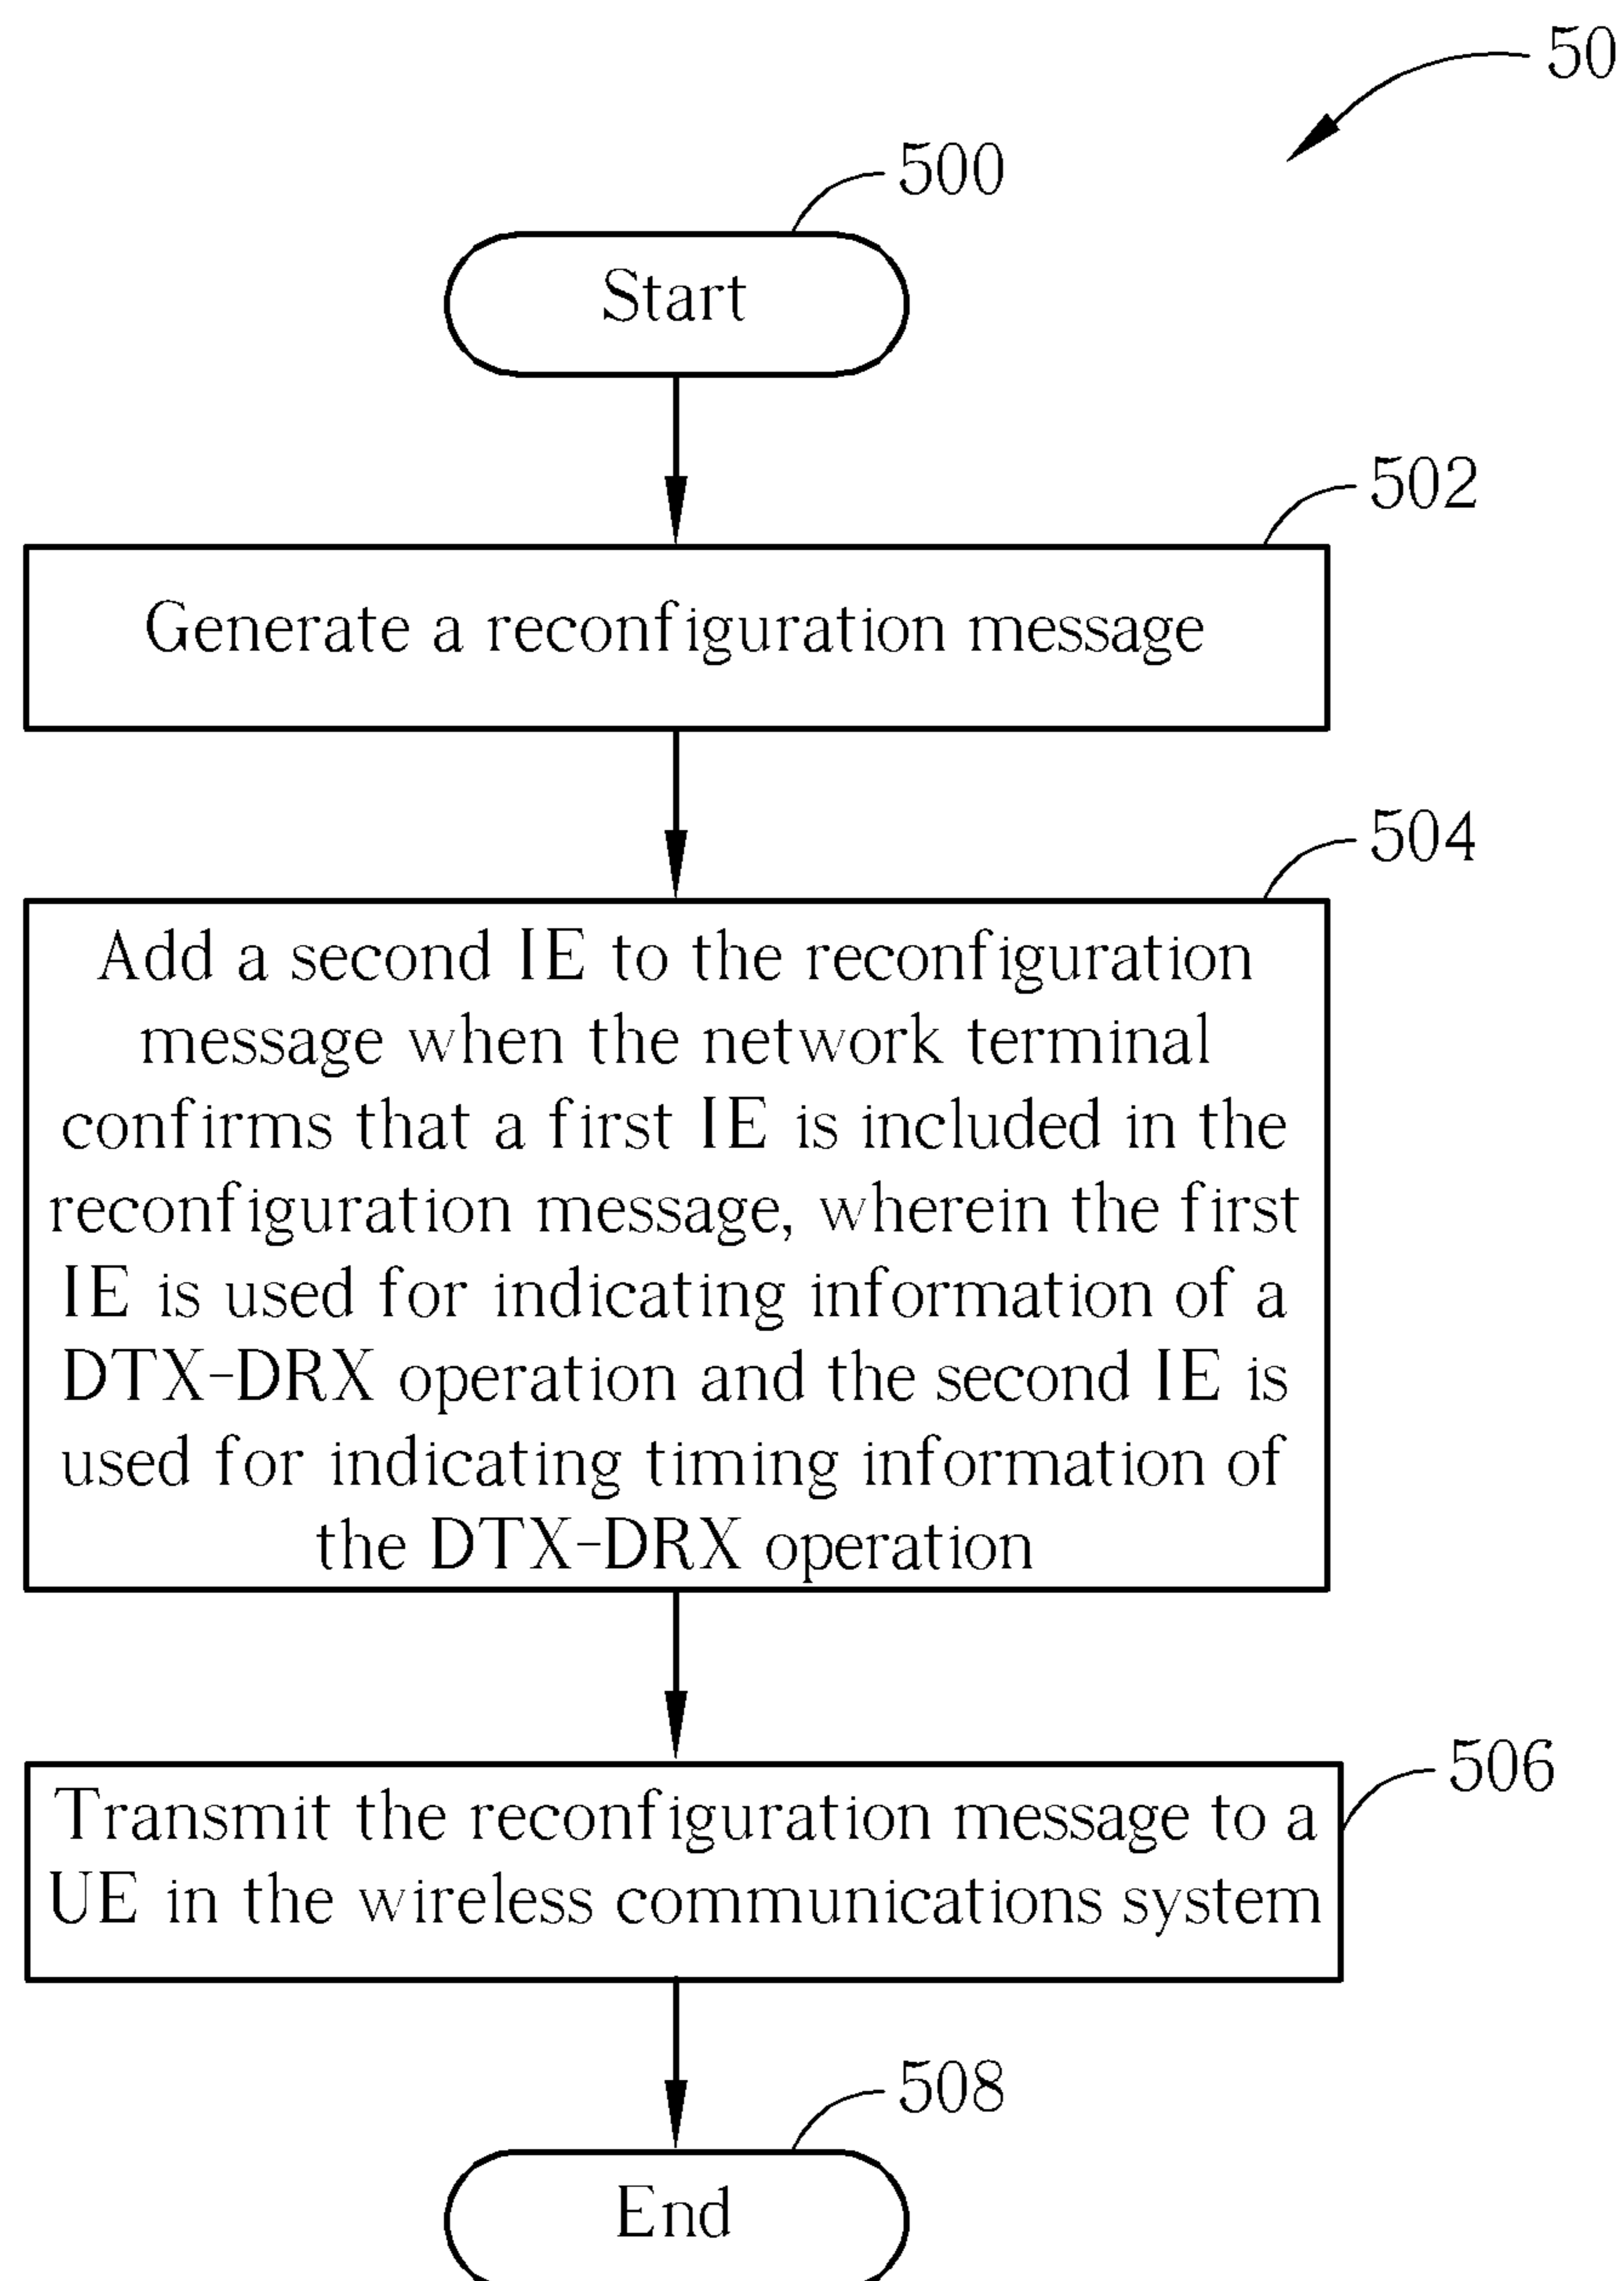 50
500
Start
502
Generate a reconfiguration message
504
Add a second IE to the reconfiguration
message when the network terminal
confirms that a first IE is included in the
reconfiguration message, wherein the first
IE is used for indicating information of a
DTX-DRX operation and the second IE is
used for indicating timing information of
the DTX-DRX operation
506
Transmit the reconfiguration message to a
UE in the wireless communications system
508
End